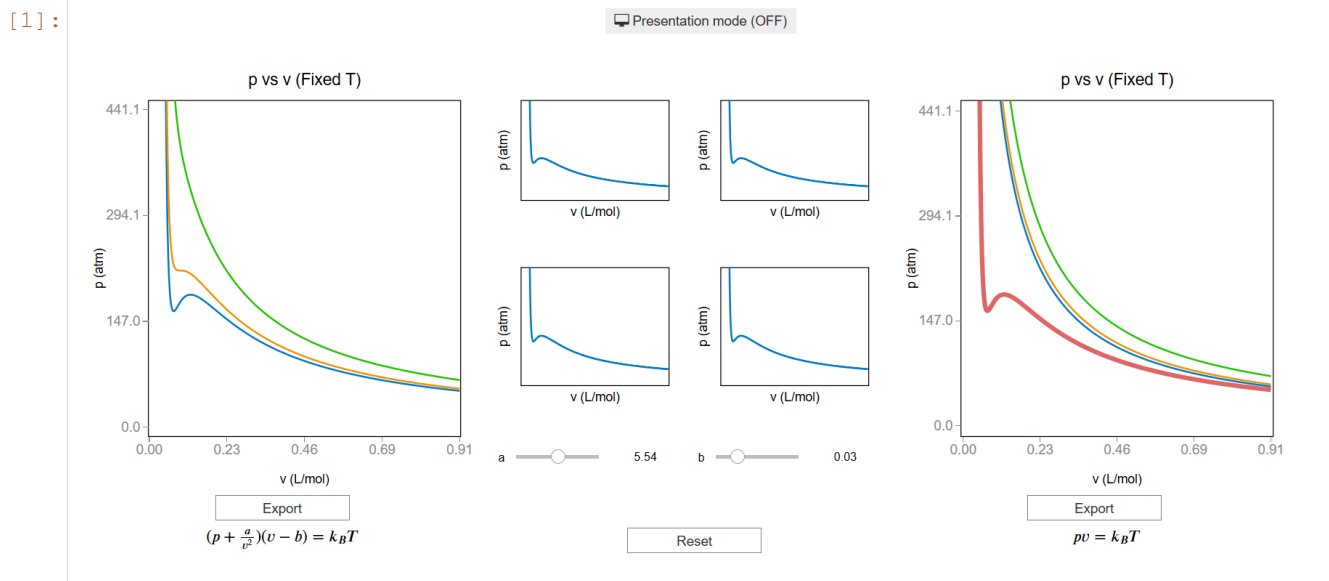 [1]:
Presentation mode (OFF)
p vs v (Fixed T)
441.1
294.1
147.0
0.0
p (atm)
0.00 0.23 0.46 0.69 0.91
v (L/mol)
Export
(p + a/v²)(v − b) = k_BT
p (atm)
v (L/mol)
p (atm)
v (L/mol)
p (atm)
v (L/mol)
p (atm)
v (L/mol)
a 5.54
b 0.03
Reset
p vs v (Fixed T)
441.1
294.1
147.0
0.0
p (atm)
0.00 0.23 0.46 0.69 0.91
v (L/mol)
Export
pv = k_BT